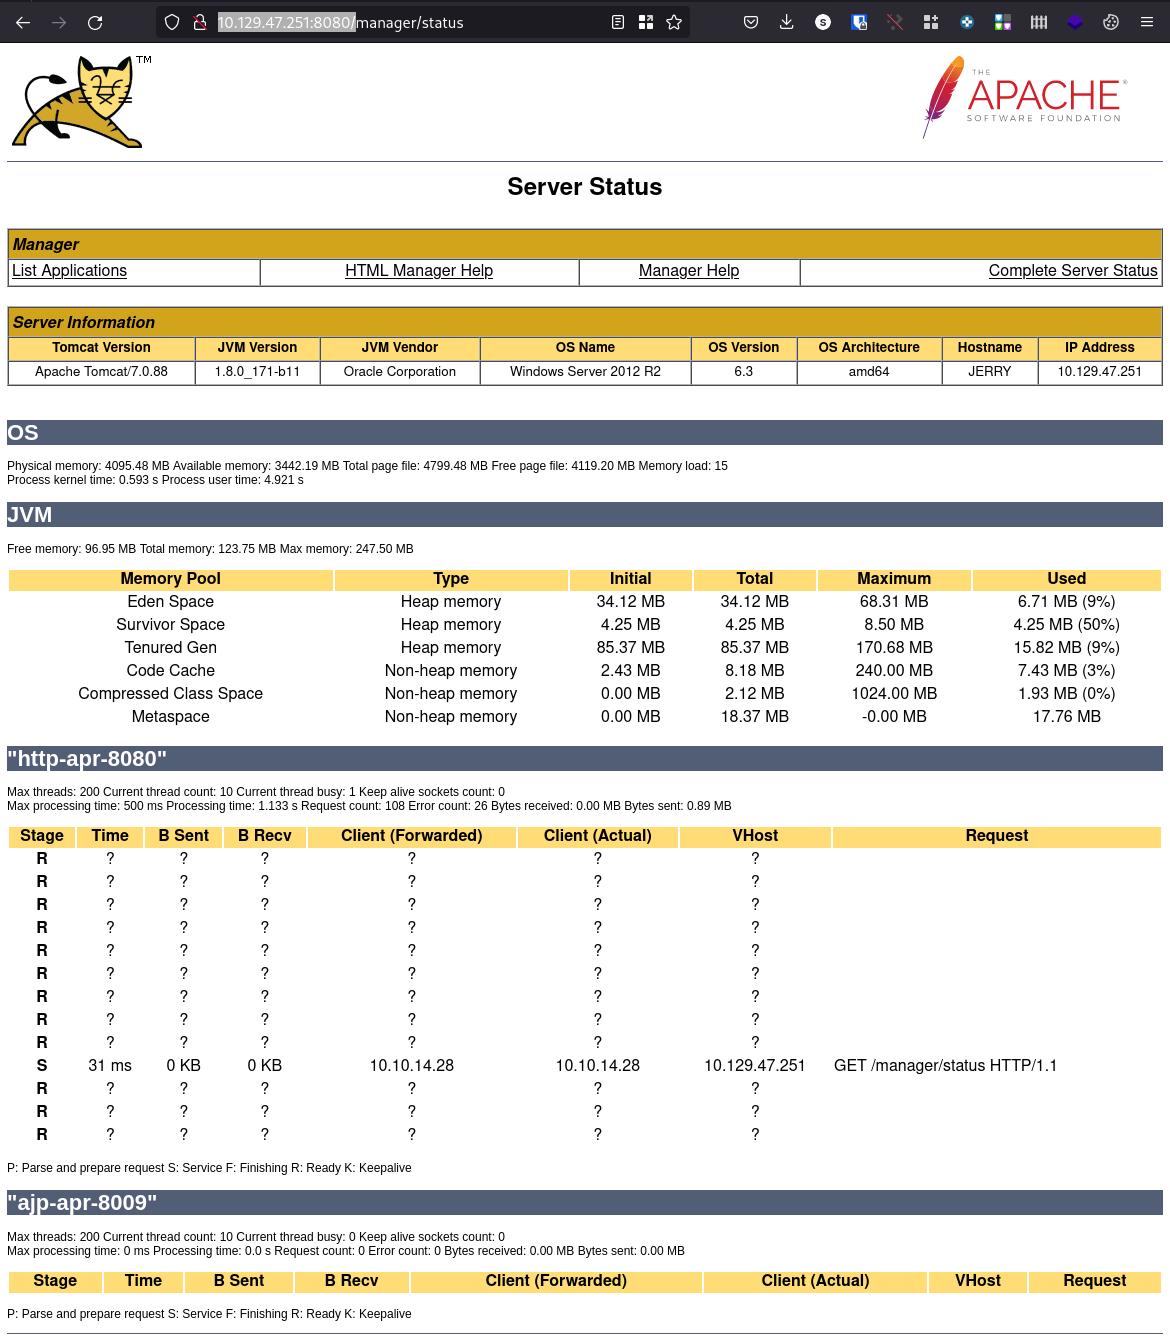 10.129.47.251:8080/manager/status
S
TM
THE
APACHE®
SOFTWARE FOUNDATION
Server Status
Manager
List Applications HTML Manager Help Manager Help Complete Server Status
Server Information
Tomcat Version JVM Version JVM Vendor OS Name OS Version OS Architecture Hostname IP Address
Apache Tomcat/7.0.88 1.8.0_171-b11 Oracle Corporation Windows Server 2012 R2 6.3 amd64 JERRY 10.129.47.251
OS
Physical memory: 4095.48 MB Available memory: 3442.19 MB Total page file: 4799.48 MB Free page file: 4119.20 MB Memory load: 15
Process kernel time: 0.593 s Process user time: 4.921 s
JVM
Free memory: 96.95 MB Total memory: 123.75 MB Max memory: 247.50 MB
Memory Pool Type Initial Total Maximum Used
Eden Space Heap memory 34.12 MB 34.12 MB 68.31 MB 6.71 MB (9%)
Survivor Space Heap memory 4.25 MB 4.25 MB 8.50 MB 4.25 MB (50%)
Tenured Gen Heap memory 85.37 MB 85.37 MB 170.68 MB 15.82 MB (9%)
Code Cache Non-heap memory 2.43 MB 8.18 MB 240.00 MB 7.43 MB (3%)
Compressed Class Space Non-heap memory 0.00 MB 2.12 MB 1024.00 MB 1.93 MB (0%)
Metaspace Non-heap memory 0.00 MB 18.37 MB -0.00 MB 17.76 MB
"http-apr-8080"
Max threads: 200 Current thread count: 10 Current thread busy: 1 Keep alive sockets count: 0
Max processing time: 500 ms Processing time: 1.133 s Request count: 108 Error count: 26 Bytes received: 0.00 MB Bytes sent: 0.89 MB
Stage Time B Sent B Recv Client (Forwarded) Client (Actual) VHost Request
R ? ? ? ? ? ?
R ? ? ? ? ? ?
R ? ? ? ? ? ?
R ? ? ? ? ? ?
R ? ? ? ? ? ?
R ? ? ? ? ? ?
R ? ? ? ? ? ?
R ? ? ? ? ? ?
R ? ? ? ? ? ?
S 31 ms 0 KB 0 KB 10.10.14.28 10.10.14.28 10.129.47.251 GET /manager/status HTTP/1.1
R ? ? ? ? ? ?
R ? ? ? ? ? ?
R ? ? ? ? ? ?
P: Parse and prepare request S: Service F: Finishing R: Ready K: Keepalive
"ajp-apr-8009"
Max threads: 200 Current thread count: 10 Current thread busy: 0 Keep alive sockets count: 0
Max processing time: 0 ms Processing time: 0.0 s Request count: 0 Error count: 0 Bytes received: 0.00 MB Bytes sent: 0.00 MB
Stage Time B Sent B Recv Client (Forwarded) Client (Actual) VHost Request
P: Parse and prepare request S: Service F: Finishing R: Ready K: Keepalive